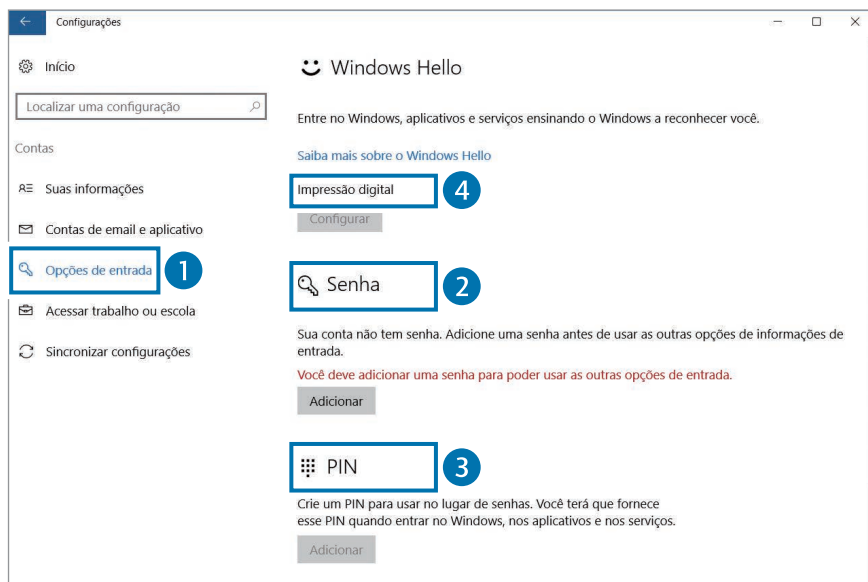 Configurações
Início
Localizar uma configuração
Contas
Suas informações
Contas de email e aplicativo
Opções de entrada
1
Acessar trabalho ou escola
Sincronizar configurações
Windows Hello
Entre no Windows, aplicativos e serviços ensinando o Windows a reconhecer você.
Saiba mais sobre o Windows Hello
Impressão digital
4
Configurar
Senha
2
Sua conta não tem senha. Adicione uma senha antes de usar as outras opções de informações de
entrada.
Você deve adicionar uma senha para poder usar as outras opções de entrada.
Adicionar
PIN
3
Crie um PIN para usar no lugar de senhas. Você terá que fornece
esse PIN quando entrar no Windows, nos aplicativos e nos serviços.
Adicionar